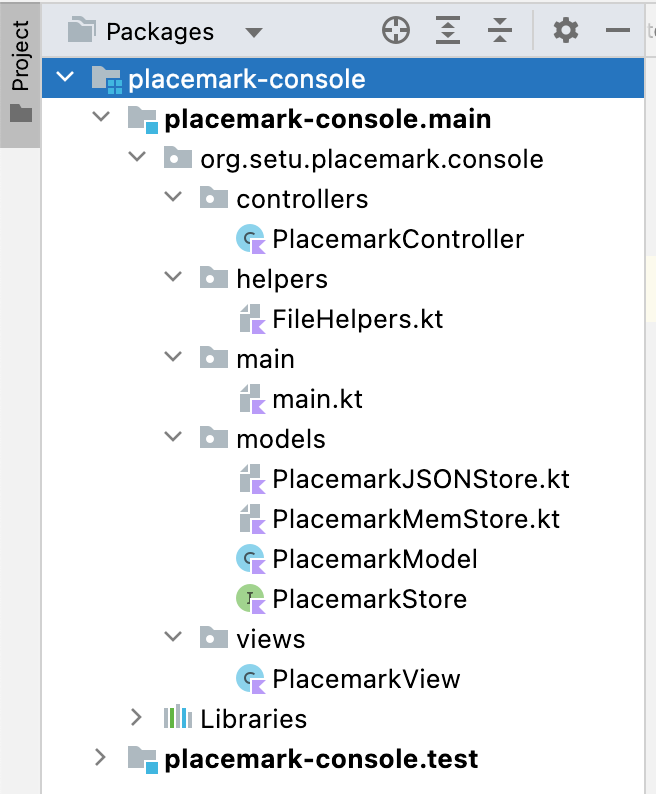 Project
Packages
placemark-console
placemark-console.main
org.setu.placemark.console
controllers
PlacemarkController
helpers
FileHelpers.kt
main
main.kt
models
PlacemarkJSONStore.kt
PlacemarkMemStore.kt
PlacemarkModel
PlacemarkStore
views
PlacemarkView
Libraries
placemark-console.test